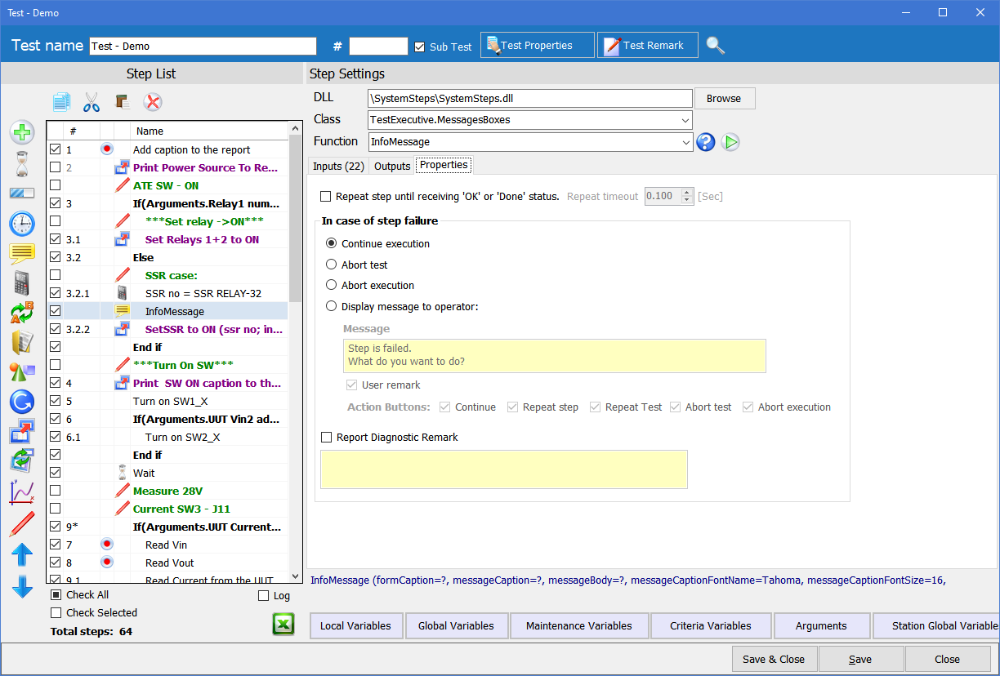 Test - Demo
Test name Test - Demo # Sub Test Test Properties Test Remark
Step List
Step Settings
DLL \SystemSteps\SystemSteps.dll Browse
Class TestExecutive.MessagesBoxes
Function InfoMessage
Inputs (22) Outputs Properties
# Name
1 Add caption to the report
2 Print Power Source To Re...
ATE SW - ON
3 If(Arguments.Relay1 num...
***Set relay ->ON***
3.1 Set Relays 1+2 to ON
3.2 Else
SSR case:
3.2.1 SSR no = SSR RELAY-32
InfoMessage
3.2.2 SetSSR to ON (ssr no; in...
End if
***Turn On SW***
4 Print  SW ON caption to th...
5 Turn on SW1_X
6 If(Arguments.UUT Vin2 ad...
6.1 Turn on SW2_X
End if
Wait
Measure 28V
Current SW3 - J11
9* If(Arguments.UUT Current...
7 Read Vin
8 Read Vout
9.1 Read Current from the UUT
Check All
Log
Check Selected
Total steps: 64
Repeat step until receiving 'OK' or 'Done' status. Repeat timeout 0.100 [Sec]
In case of step failure
Continue execution
Abort test
Abort execution
Display message to operator:
Message
Step is failed.
What do you want to do?
User remark
Action Buttons: Continue Repeat step Repeat Test Abort test Abort execution
Report Diagnostic Remark
InfoMessage (formCaption=?, messageCaption=?, messageBody=?, messageCaptionFontName=Tahoma, messageCaptionFontSize=16,
Local Variables Global Variables Maintenance Variables Criteria Variables Arguments Station Global Variable
Save & Close Save Close